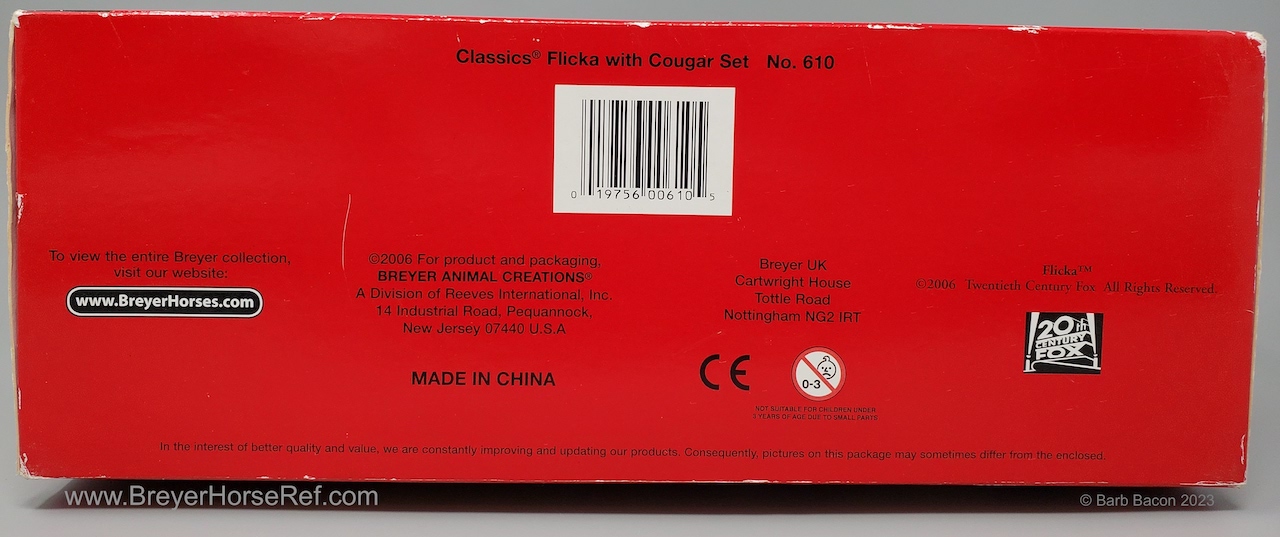 Classics® Flicka with Cougar Set No. 610
0 19756 00610 5
To view the entire Breyer collection,
visit our website:
www.BreyerHorses.com
©2006 For product and packaging,
BREYER ANIMAL CREATIONS®
A Division of Reeves International, Inc.
14 Industrial Road, Pequannock,
New Jersey 07440 U.S.A
MADE IN CHINA
Breyer UK
Cartwright House
Tottle Road
Nottingham NG2 IRT
CE
0-3
NOT SUITABLE FOR CHILDREN UNDER
3 YEARS OF AGE DUE TO SMALL PARTS
Flicka™
©2006 Twentieth Century Fox All Rights Reserved.
20th
CENTURY
FOX
In the interest of better quality and value, we are constantly improving and updating our products. Consequently, pictures on this package may sometimes differ from the enclosed.
www.BreyerHorseRef.com
© Barb Bacon 2023